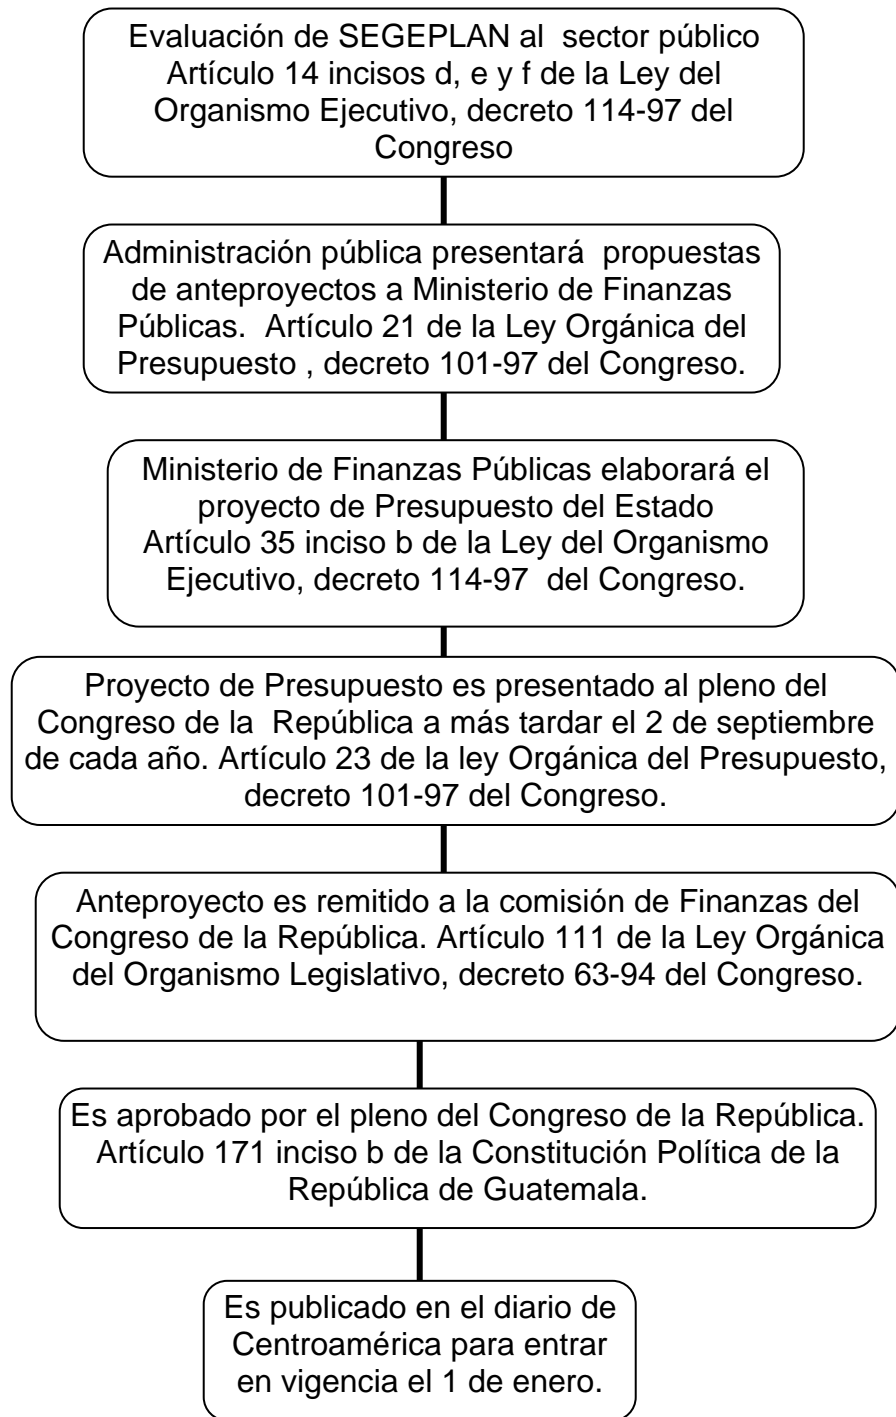 Evaluación de SEGEPLAN al sector público
Artículo 14 incisos d, e y f de la Ley del
Organismo Ejecutivo, decreto 114-97 del
Congreso
Administración pública presentará propuestas
de anteproyectos a Ministerio de Finanzas
Públicas. Artículo 21 de la Ley Orgánica del
Presupuesto , decreto 101-97 del Congreso.
Ministerio de Finanzas Públicas elaborará el
proyecto de Presupuesto del Estado
Artículo 35 inciso b de la Ley del Organismo
Ejecutivo, decreto 114-97 del Congreso.
Proyecto de Presupuesto es presentado al pleno del
Congreso de la República a más tardar el 2 de septiembre
de cada año. Artículo 23 de la ley Orgánica del Presupuesto,
decreto 101-97 del Congreso.
Anteproyecto es remitido a la comisión de Finanzas del
Congreso de la República. Artículo 111 de la Ley Orgánica
del Organismo Legislativo, decreto 63-94 del Congreso.
Es aprobado por el pleno del Congreso de la República.
Artículo 171 inciso b de la Constitución Política de la
República de Guatemala.
Es publicado en el diario de
Centroamérica para entrar
en vigencia el 1 de enero.